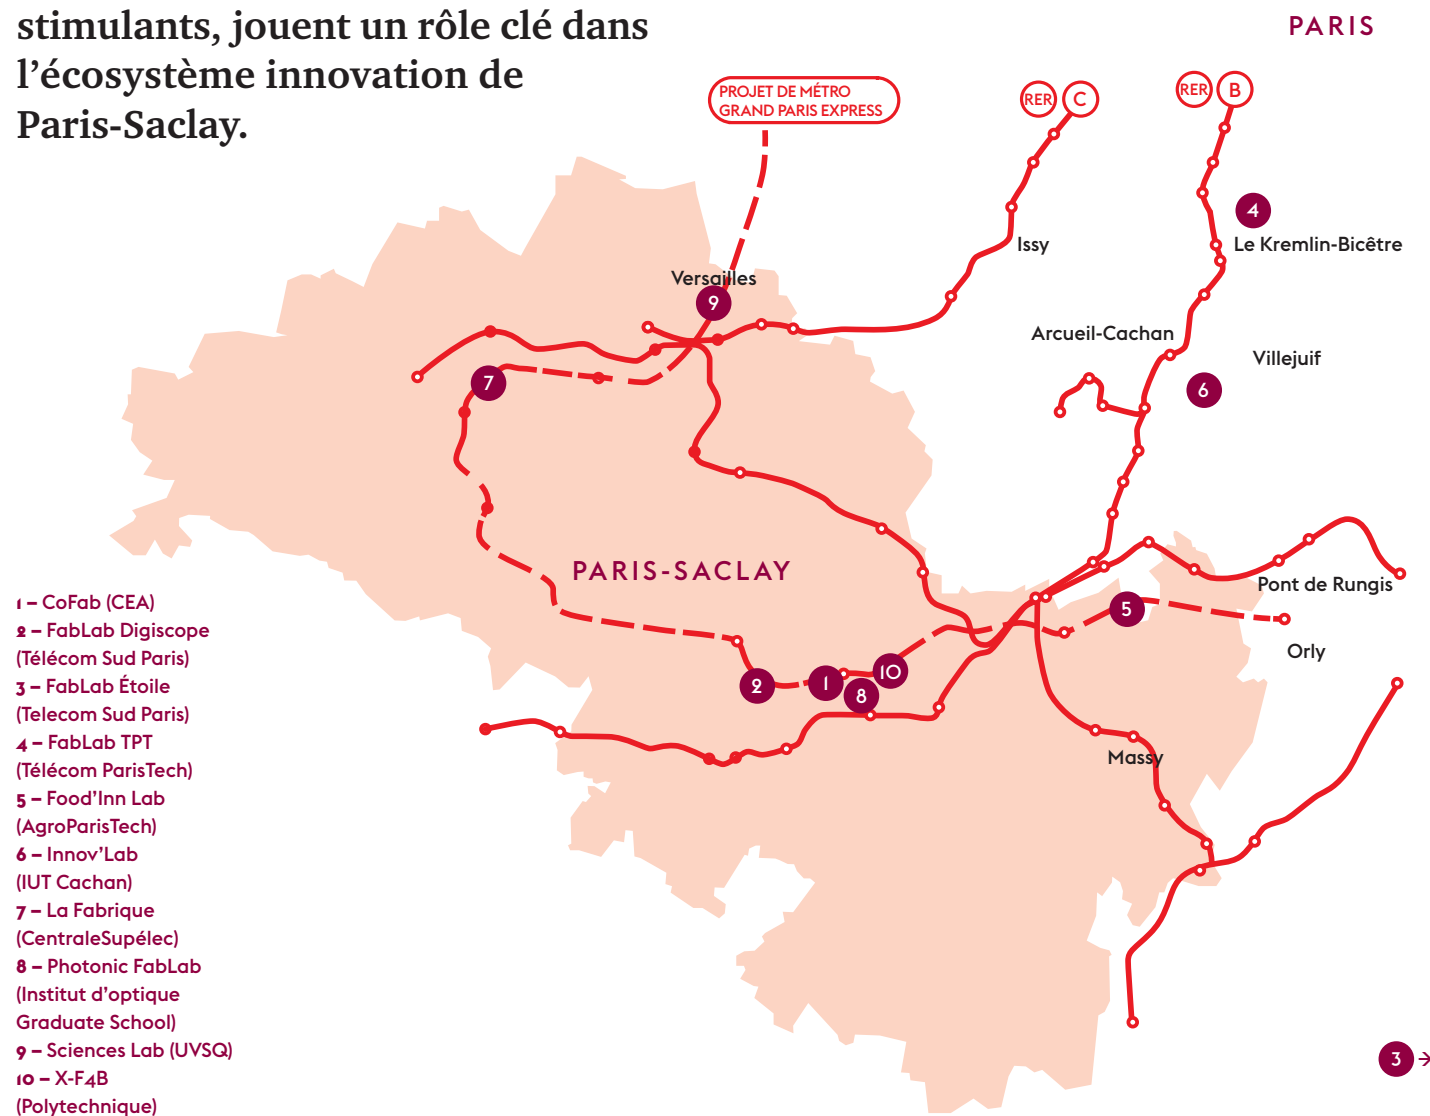 stimulants, jouent un rôle clé dans
l’écosystème innovation de
Paris-Saclay.
PARIS
PROJET DE MÉTRO
GRAND PARIS EXPRESS
RER C
RER B
4
Issy
Le Kremlin-Bicêtre
Versailles
9
Arcueil-Cachan
Villejuif
7
6
PARIS-SACLAY
Pont de Rungis
5
Orly
2
1
10
8
Massy
3
1 – CoFab (CEA)
2 – FabLab Digiscope
(Télécom Sud Paris)
3 – FabLab Étoile
(Telecom Sud Paris)
4 – FabLab TPT
(Télécom ParisTech)
5 – Food’Inn Lab
(AgroParisTech)
6 – Innov’Lab
(IUT Cachan)
7 – La Fabrique
(CentraleSupélec)
8 – Photonic FabLab
(Institut d’optique
Graduate School)
9 – Sciences Lab (UVSQ)
10 – X-F4B
(Polytechnique)